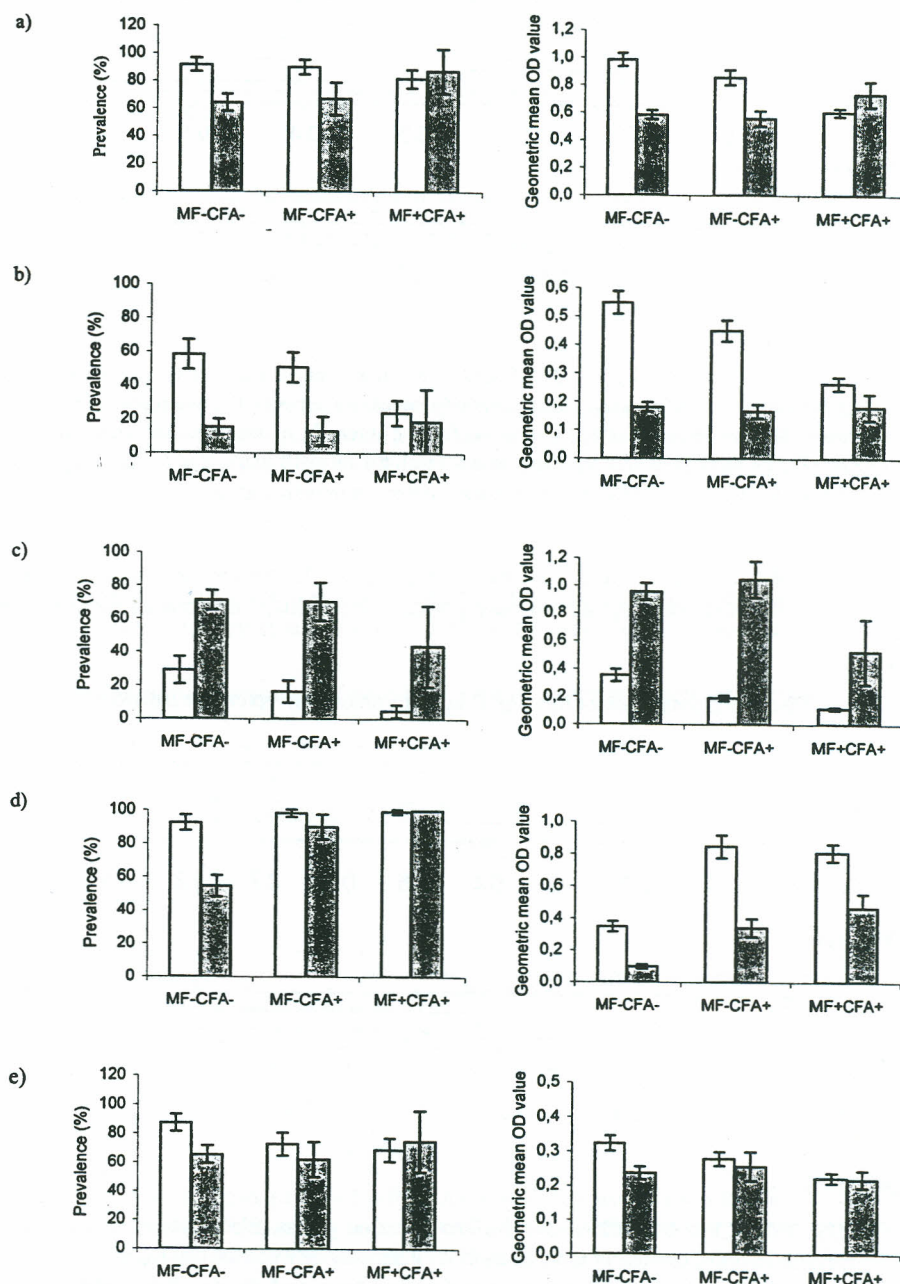 a)
Prevalence (%)
120
100
80
60
40
20
0
MF-CFA- MF-CFA+ MF+CFA+
Geometric mean OD value
1,2
1,0
0,8
0,6
0,4
0,2
0,0
MF-CFA- MF-CFA+ MF+CFA+
b)
Prevalence (%)
100
80
60
40
20
0
MF-CFA- MF-CFA+ MF+CFA+
Geometric mean OD value
0,6
0,5
0,4
0,3
0,2
0,1
0,0
MF-CFA- MF-CFA+ MF+CFA+
c)
Prevalence (%)
100
80
60
40
20
0
MF-CFA- MF-CFA+ MF+CFA+
Geometric mean OD value
1,2
1,0
0,8
0,6
0,4
0,2
0,0
MF-CFA- MF-CFA+ MF+CFA+
d)
Prevalence (%)
100
80
60
40
20
0
MF-CFA- MF-CFA+ MF+CFA+
Geometric mean OD value
1,0
0,8
0,6
0,4
0,2
0,0
MF-CFA- MF-CFA+ MF+CFA+
e)
Prevalence (%)
120
100
80
60
40
20
0
MF-CFA- MF-CFA+ MF+CFA+
Geometric mean OD value
0,5
0,4
0,3
0,2
0,1
0,0
MF-CFA- MF-CFA+ MF+CFA+